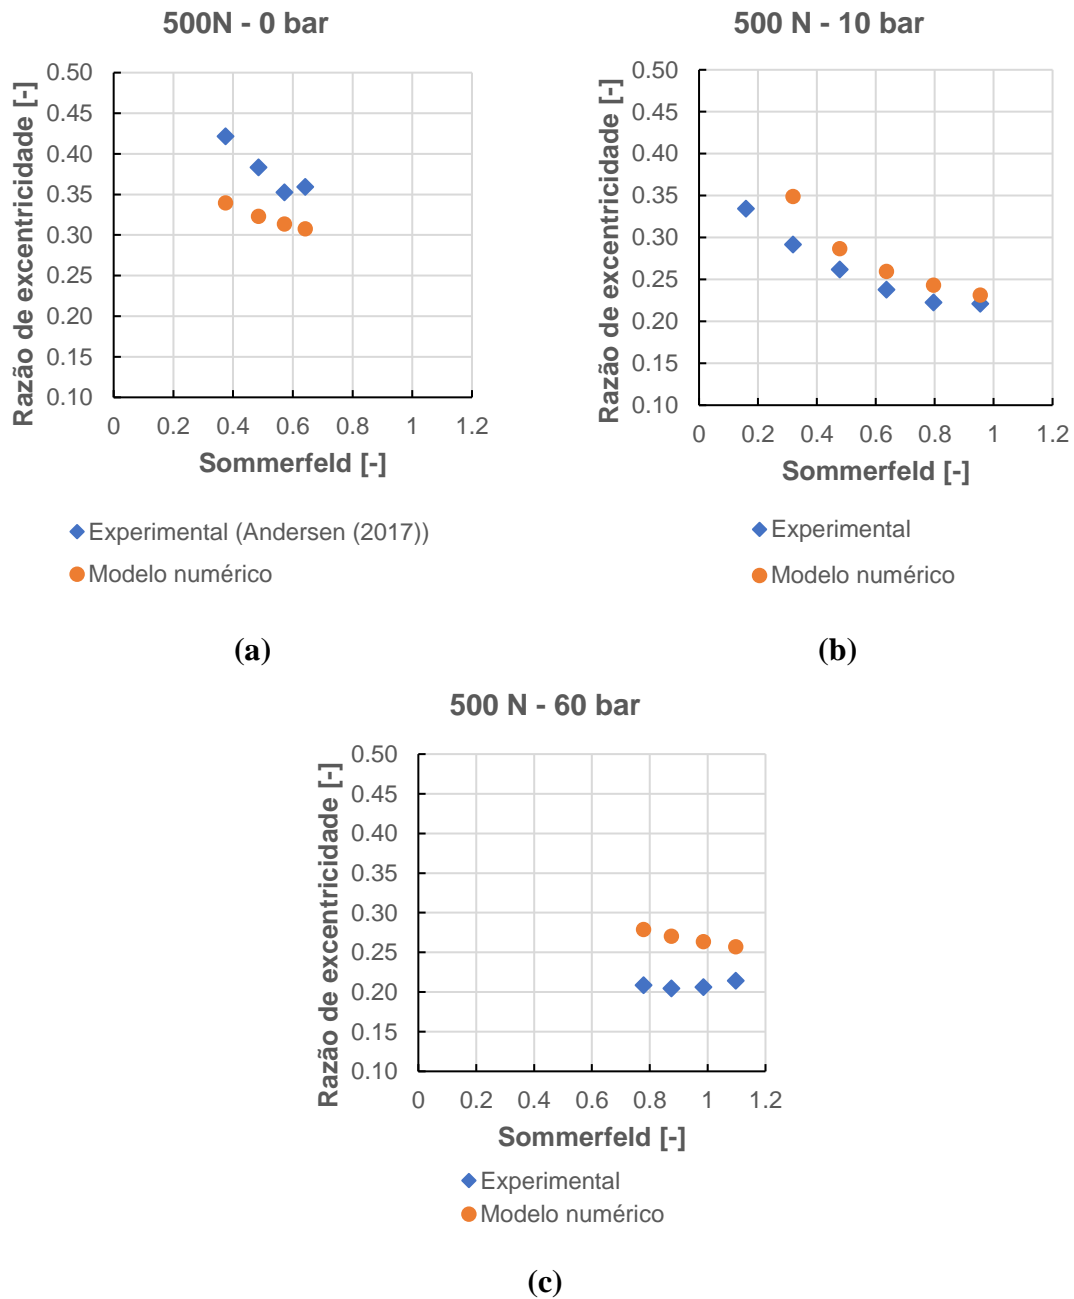 500N - 0 bar
Razão de excentricidade [-]
0.50
0.45
0.40
0.35
0.30
0.25
0.20
0.15
0.10
0 0.2 0.4 0.6 0.8 1 1.2
Sommerfeld [-]
Experimental (Andersen (2017))
Modelo numérico
(a)
500 N - 10 bar
Razão de excentricidade [-]
0.50
0.45
0.40
0.35
0.30
0.25
0.20
0.15
0.10
0 0.2 0.4 0.6 0.8 1 1.2
Sommerfeld [-]
Experimental
Modelo numérico
(b)
500 N - 60 bar
Razão de excentricidade [-]
0.50
0.45
0.40
0.35
0.30
0.25
0.20
0.15
0.10
0 0.2 0.4 0.6 0.8 1 1.2
Sommerfeld [-]
Experimental
Modelo numérico
(c)